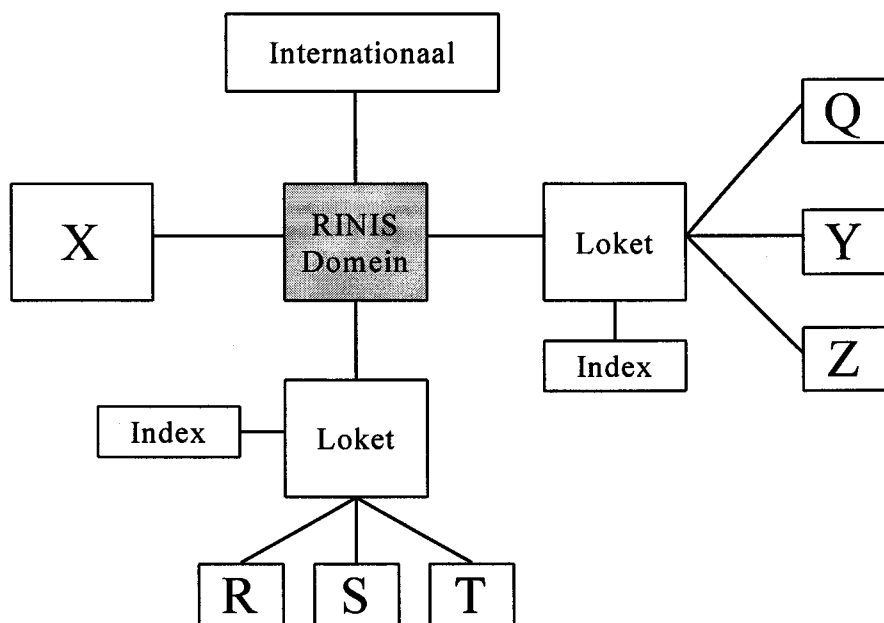 Internationaal
Q
X
RINIS
Domein
Loket
Y
Index
Z
Index
Loket
R
S
T